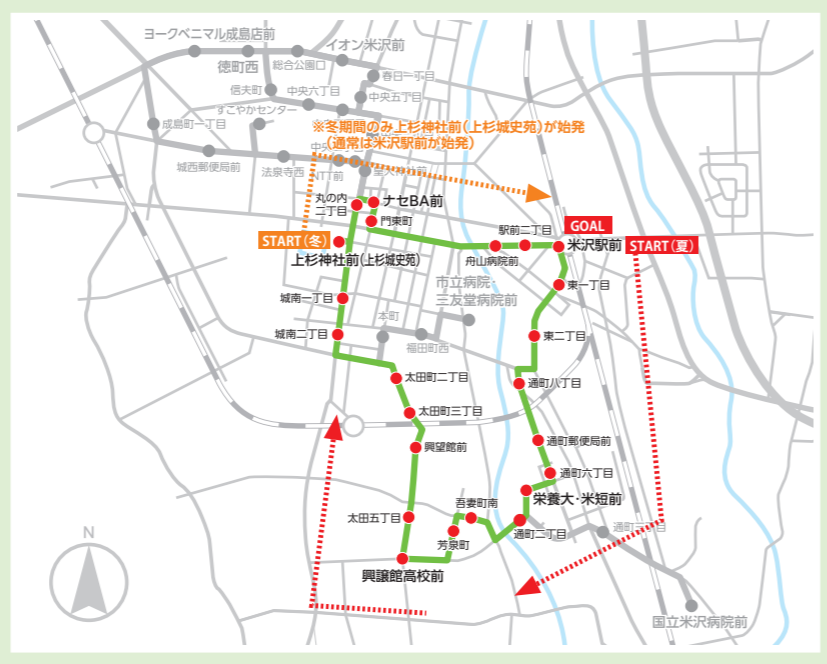 ヨークベニマル成島店前
徳町西
総合公園口
イオン米沢前
信夫町
中央六丁目
春日一丁目
中央五丁目
すこやかセンター
成島町一丁目
※冬期間のみ上杉神社前(上杉城史苑)が始発
(通常は米沢駅前が始発)
城西郵便局前
法泉寺西
NTT前
丸の内
二丁目
ナセBA前
門東町
START(冬)
上杉神社前(上杉城史苑)
駅前二丁目
GOAL
米沢駅前
START(夏)
舟山病院前
東一丁目
市立病院・
三友堂病院前
城南一丁目
本町
城南二丁目
福田町西
東二丁目
太田町二丁目
通町八丁目
太田町三丁目
興望館前
通町郵便局前
通町六丁目
栄養大・米短前
吾妻町南
太田五丁目
芳泉町
通町二丁目
興譲館高校前
N
国立米沢病院前